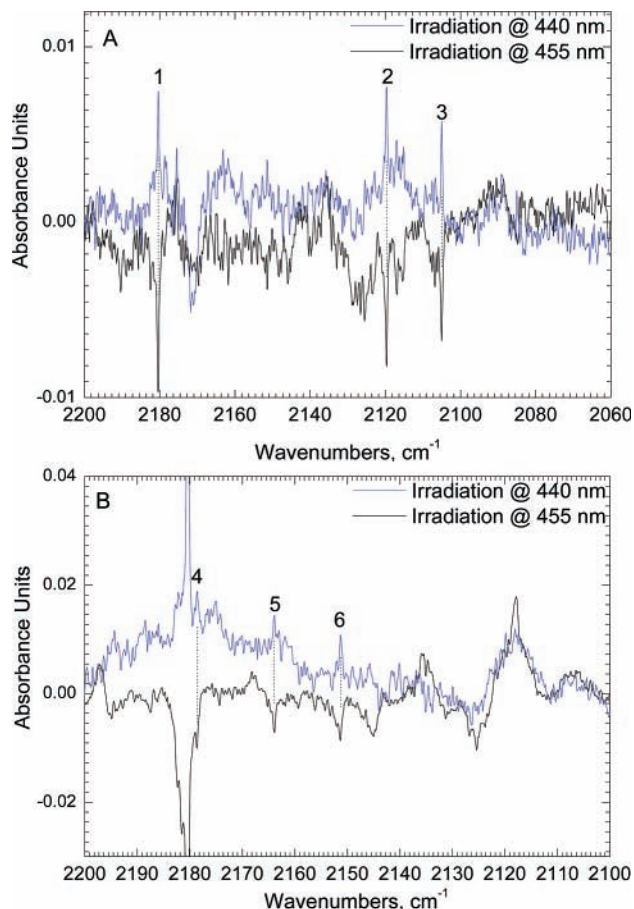 A
Irradiation @ 440 nm
Irradiation @ 455 nm
1
2
3
0.01
0.00
-0.01
Absorbance Units
2200 2180 2160 2140 2120 2100 2080 2060
Wavenumbers, cm-1
B
Irradiation @ 440 nm
Irradiation @ 455 nm
4
5
6
0.04
0.02
0.00
-0.02
Absorbance Units
2200 2190 2180 2170 2160 2150 2140 2130 2120 2110 2100
Wavenumbers, cm-1